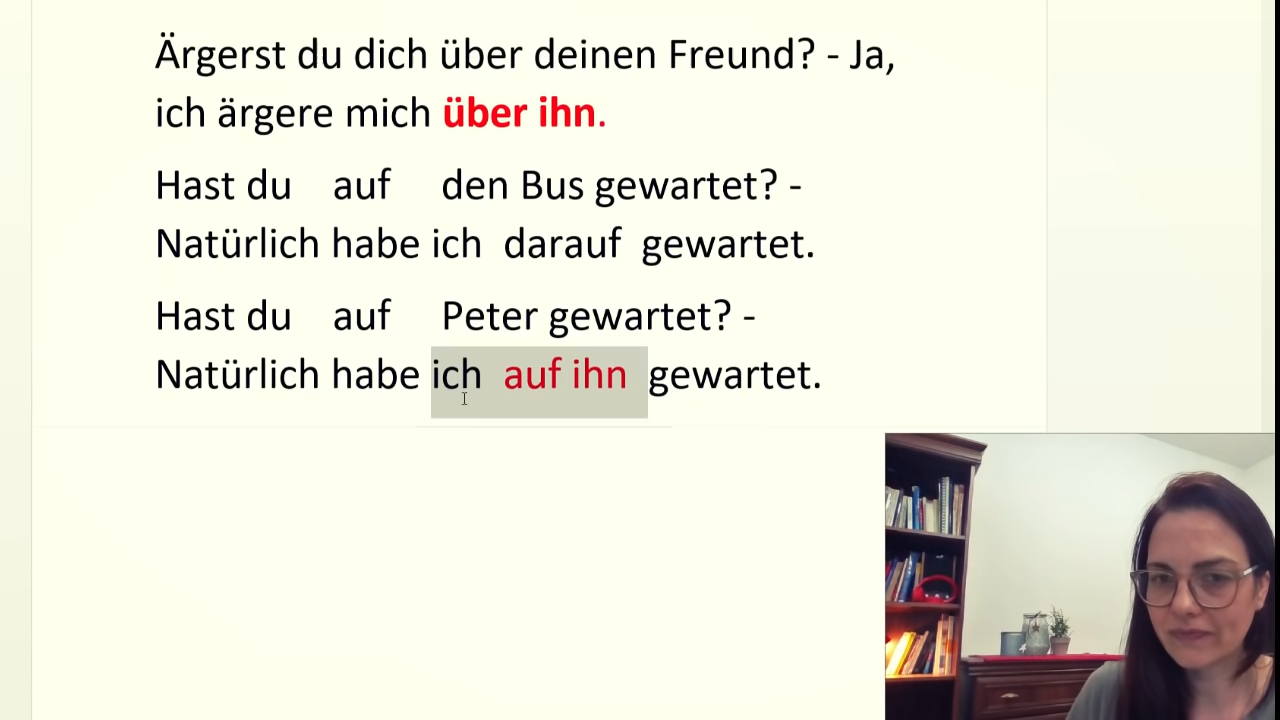 Ärgerst du dich über deinen Freund? - Ja,
ich ärgere mich über ihn.
Hast du auf den Bus gewartet? -
Natürlich habe ich darauf gewartet.
Hast du auf Peter gewartet? -
Natürlich habe ich auf ihn gewartet.